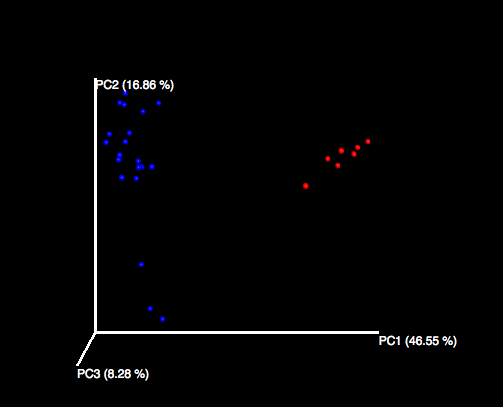 PC2 (16.86 %)
PC1 (46.55 %)
PC3 (8.28 %)